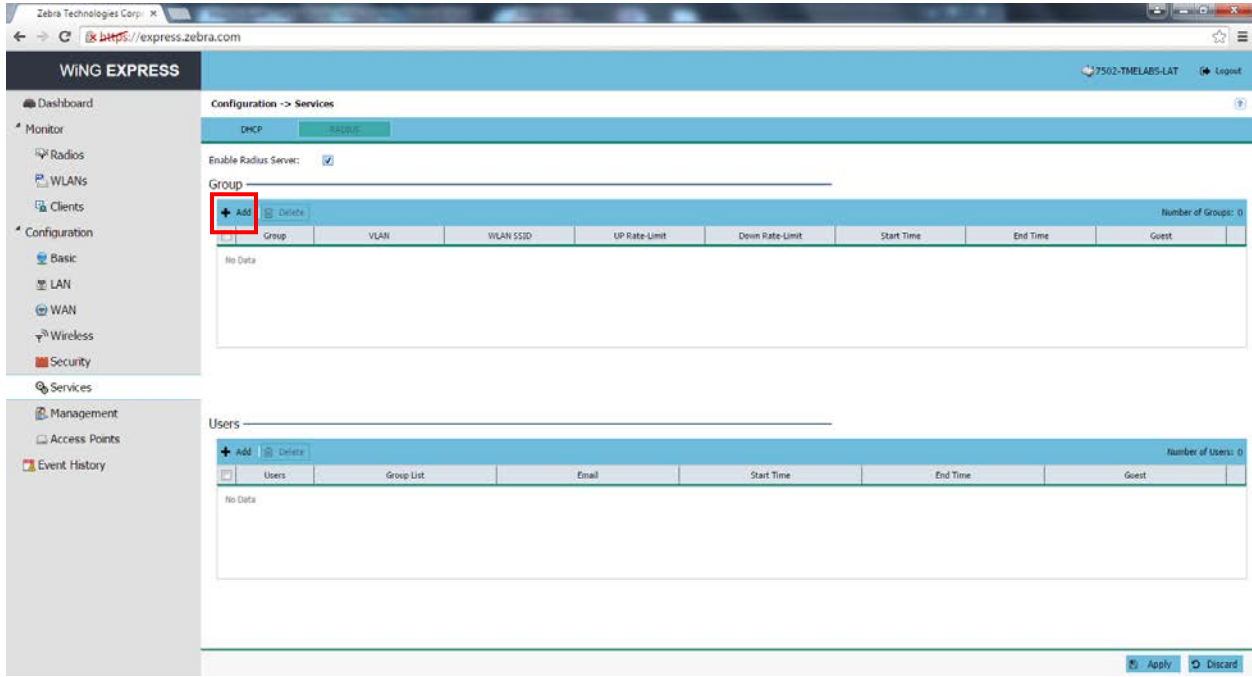 Zebra Technologies Corp
https://express.zebra.com
WiNG EXPRESS
7502-TMELABS-LAT Logout
Dashboard
Monitor
Radios
WLANs
Clients
Configuration
Basic
LAN
WAN
Wireless
Security
Services
Management
Access Points
Event History
Configuration -> Services
DHCP RADIUS
Enable Radius Server:
Group
Add Delete Number of Groups: 0
Group VLAN WLAN SSID UP Rate-Limit Down Rate-Limit Start Time End Time Guest
No Data
Users
Add Delete Number of Users: 0
Users Group List Email Start Time End Time Guest
No Data
Apply Discard